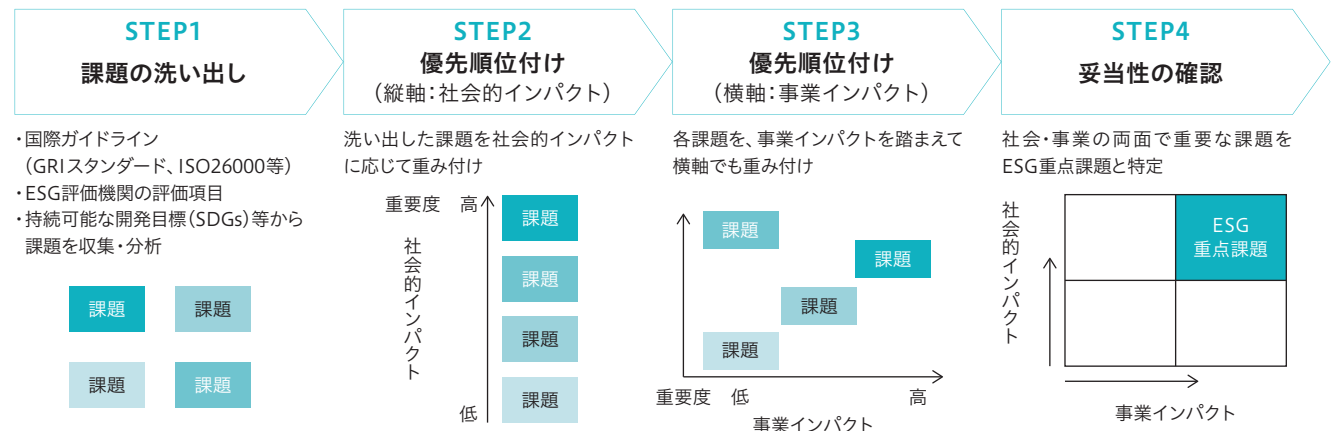 STEP1
課題の洗い出し
・国際ガイドライン
（GRIスタンダード、ISO26000等）
・ESG評価機関の評価項目
・持続可能な開発目標（SDGs）等から
課題を収集・分析
課題
課題
課題
課題
STEP2
優先順位付け
（縦軸：社会的インパクト）
洗い出した課題を社会的インパクト
に応じて重み付け
重要度 高
社会的インパクト
低
課題
課題
課題
課題
STEP3
優先順位付け
（横軸：事業インパクト）
各課題を、事業インパクトを踏まえて
横軸でも重み付け
課題
課題
課題
課題
重要度 低 高
事業インパクト
STEP4
妥当性の確認
社会・事業の両面で重要な課題を
ESG重点課題と特定
社会的インパクト
ESG
重点課題
事業インパクト